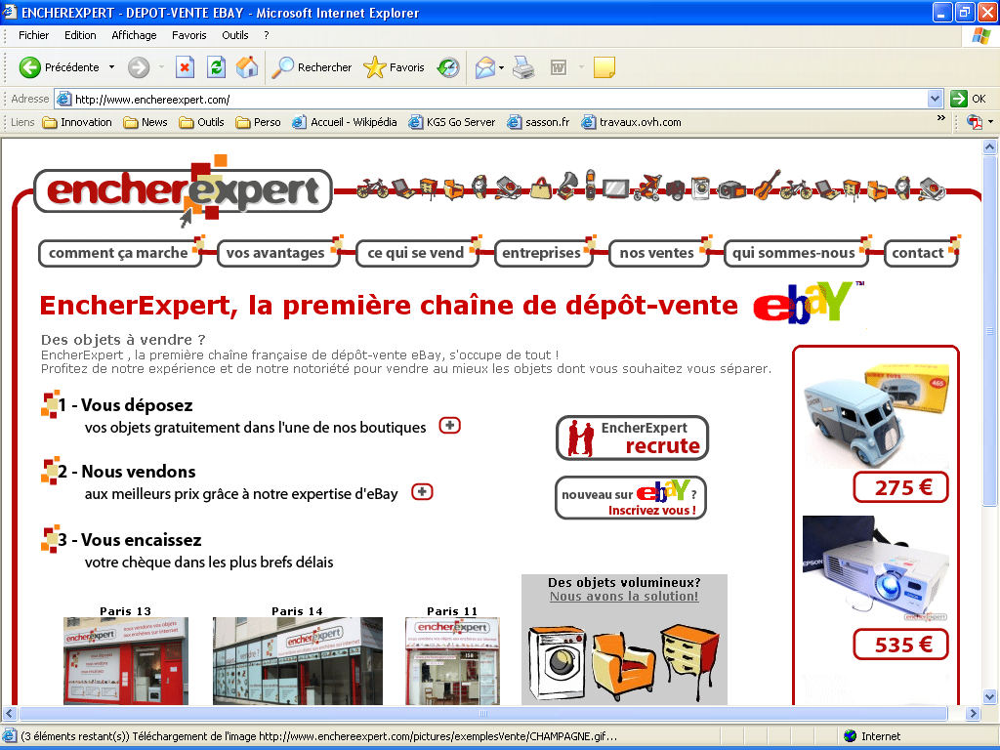 ENCHEREXPERT - DEPOT-VENTE EBAY - Microsoft Internet Explorer
Fichier Edition Affichage Favoris Outils ?
Précédente Rechercher Favoris
Adresse http://www.enchereexpert.com/ OK
Liens Innovation News Outils Perso Accueil - Wikipédia KGS Go Server sasson.fr travaux.ovh.com »
encherexpert
comment ça marche vos avantages ce qui se vend entreprises nos ventes qui sommes-nous contact
EncherExpert, la première chaîne de dépôt-vente ebaY™
Des objets à vendre ?
EncherExpert , la première chaîne française de dépôt-vente eBay, s'occupe de tout !
Profitez de notre expérience et de notre notoriété pour vendre au mieux les objets dont vous souhaitez vous séparer.
1 - Vous déposez
vos objets gratuitement dans l'une de nos boutiques
2 - Nous vendons
aux meilleurs prix grâce à notre expertise d'eBay
3 - Vous encaissez
votre chèque dans les plus brefs délais
EncherExpert
recrute
nouveau sur ebaY ?
Inscrivez vous !
465
275 €
EPSON
535 €
Des objets volumineux?
Nous avons la solution!
Paris 13 Paris 14 Paris 11
encherexpert
encherexpert
encherexpert
(3 éléments restant(s)) Téléchargement de l'image http://www.enchereexpert.com/pictures/exemplesVente/CHAMPAGNE.gif... Internet